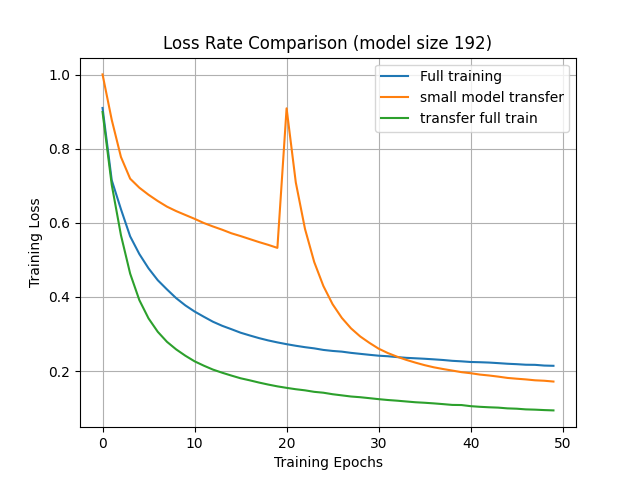 Loss Rate Comparison (model size 192)
Full training
small model transfer
transfer full train
Training Loss
1.0
0.8
0.6
0.4
0.2
0 10 20 30 40 50
Training Epochs